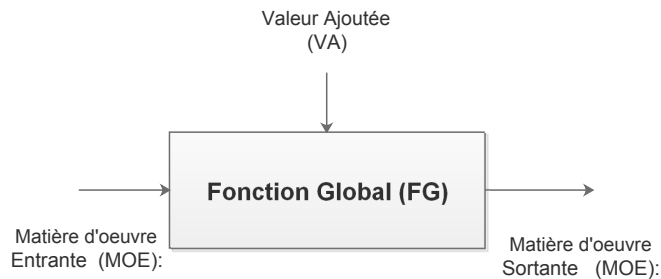 Valeur Ajoutée
(VA)
Fonction Global (FG)
Matière d'oeuvre
Entrante (MOE):
Matière d'oeuvre
Sortante (MOE):